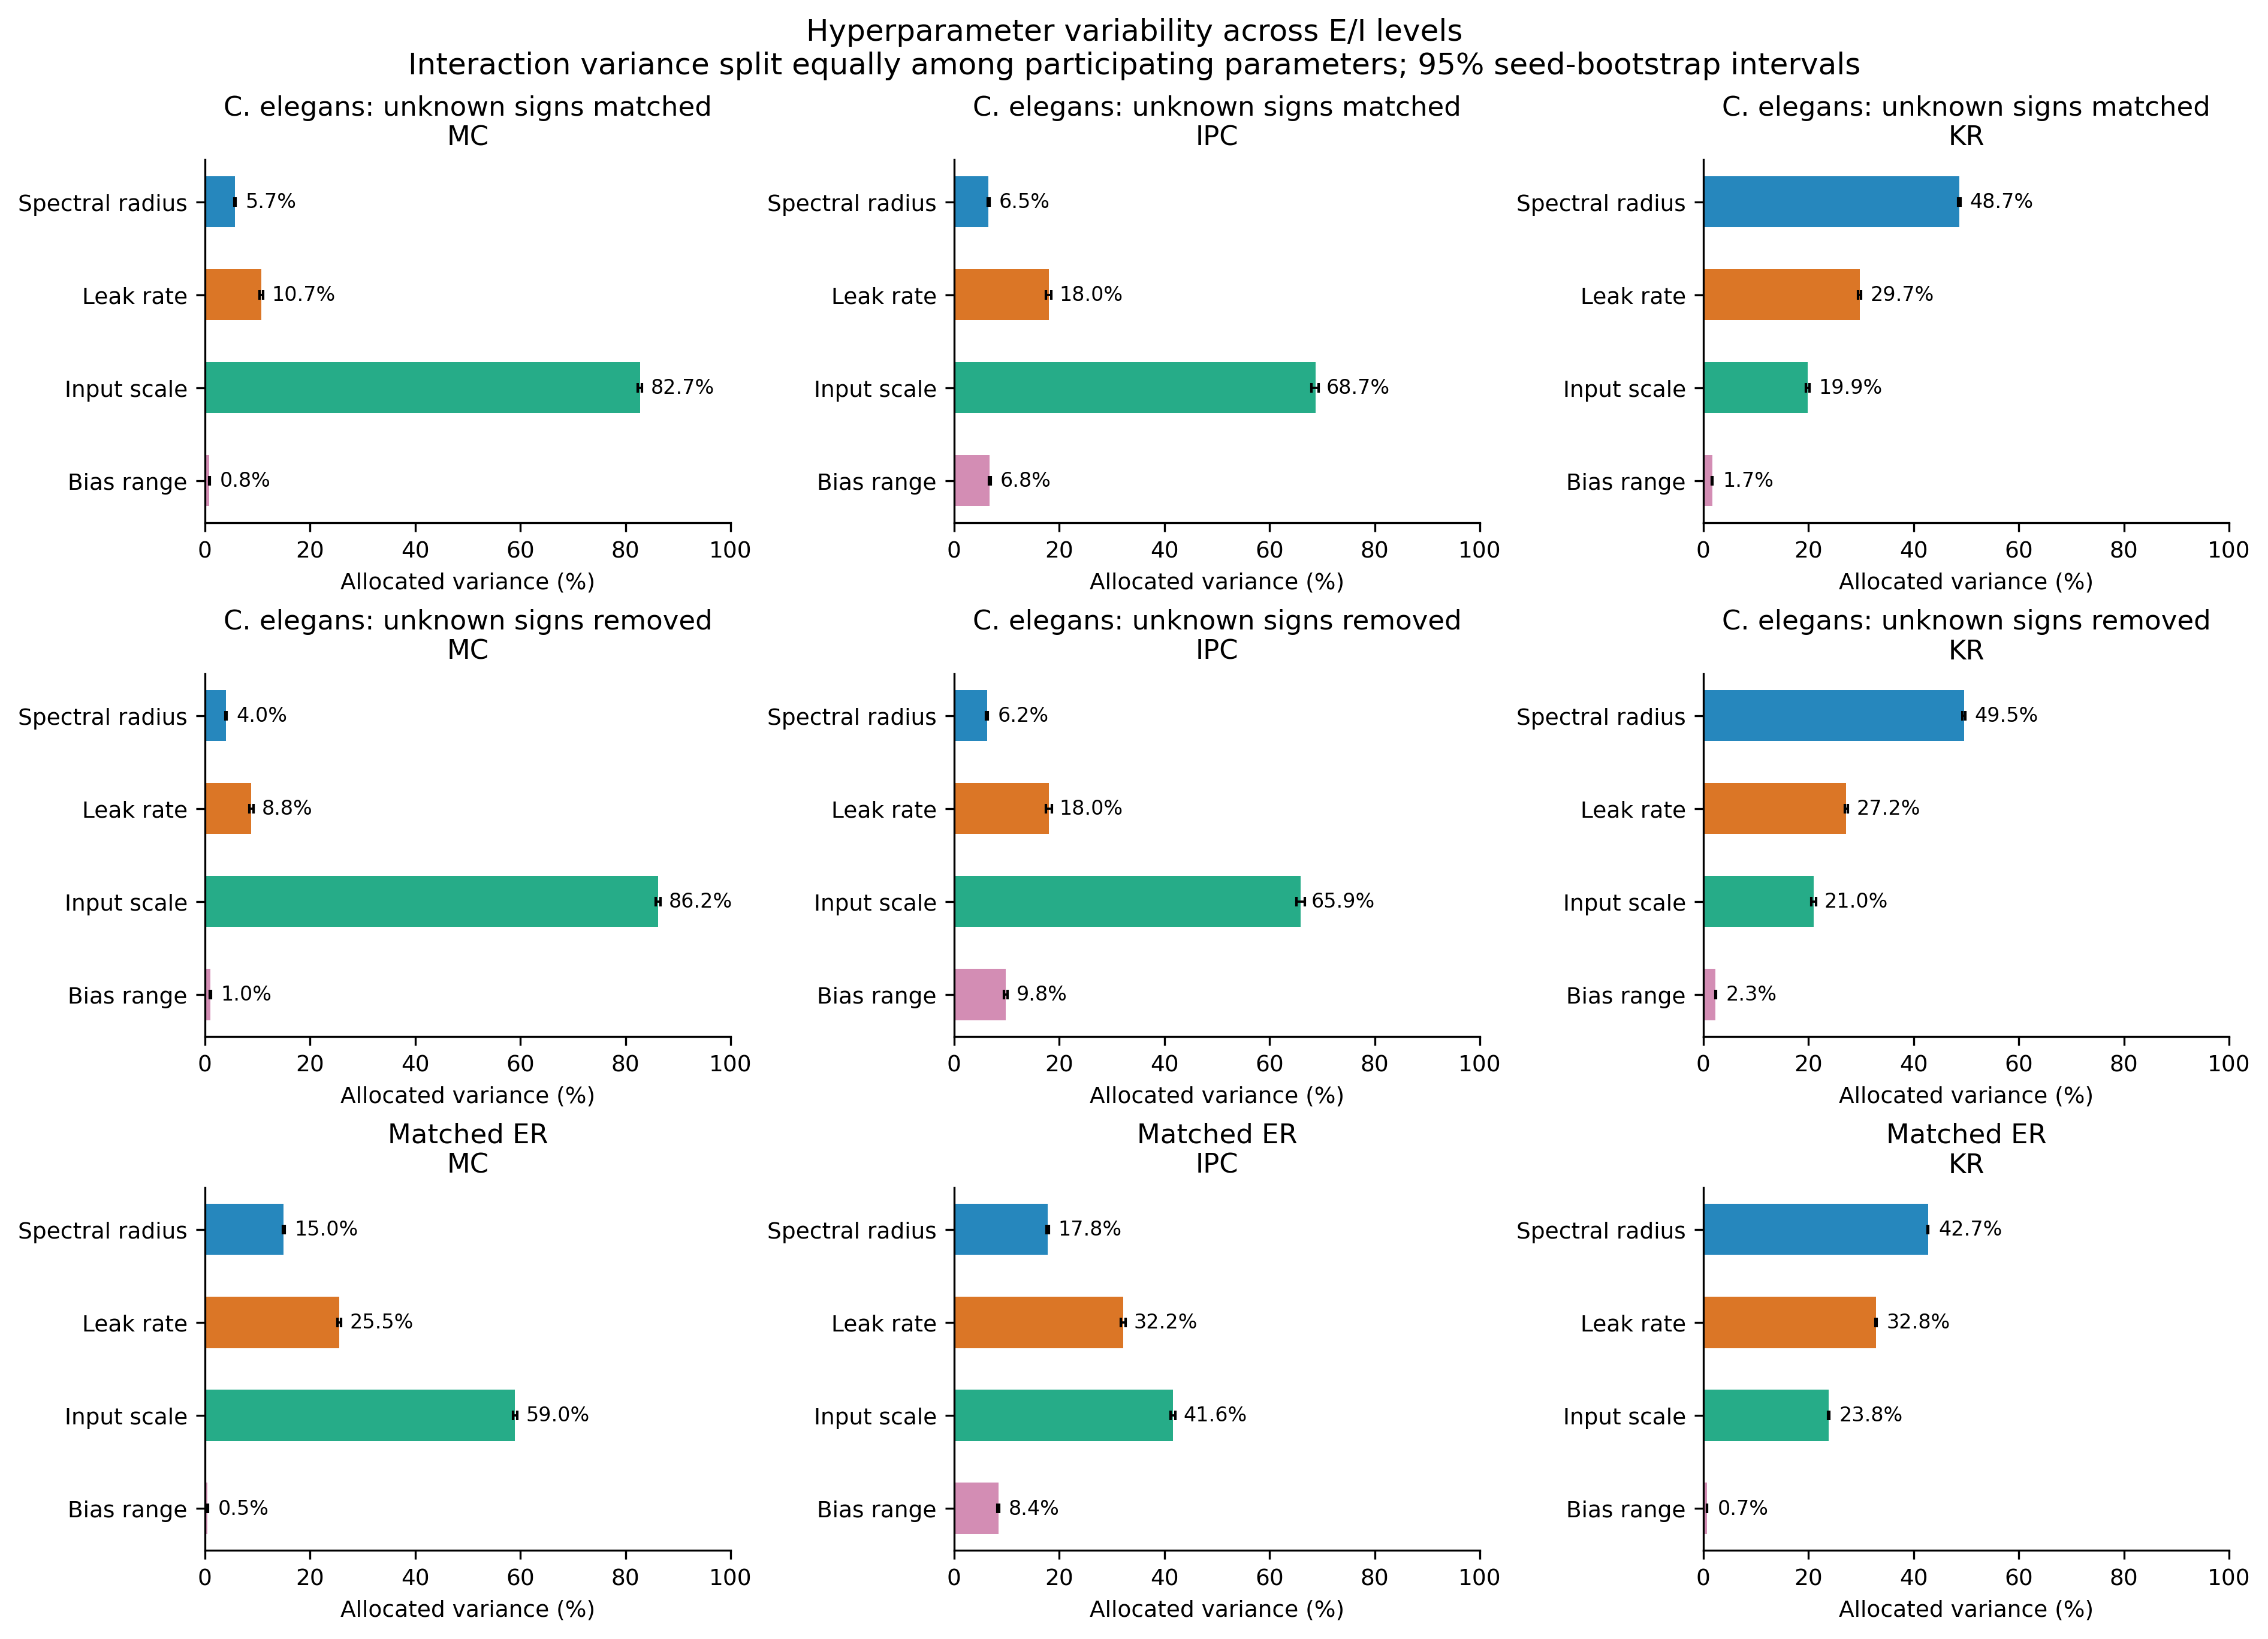 Hyperparameter variability across E/I levels
Interaction variance split equally among participating parameters; 95% seed-bootstrap intervals
C. elegans: unknown signs matched
MC
Spectral radius
5.7%
Leak rate
10.7%
Input scale
82.7%
Bias range
0.8%
0 20 40 60 80 100
Allocated variance (%)
C. elegans: unknown signs matched
IPC
Spectral radius
6.5%
Leak rate
18.0%
Input scale
68.7%
Bias range
6.8%
0 20 40 60 80 100
Allocated variance (%)
C. elegans: unknown signs matched
KR
Spectral radius
48.7%
Leak rate
29.7%
Input scale
19.9%
Bias range
1.7%
0 20 40 60 80 100
Allocated variance (%)
C. elegans: unknown signs removed
MC
Spectral radius
4.0%
Leak rate
8.8%
Input scale
86.2%
Bias range
1.0%
0 20 40 60 80 100
Allocated variance (%)
C. elegans: unknown signs removed
IPC
Spectral radius
6.2%
Leak rate
18.0%
Input scale
65.9%
Bias range
9.8%
0 20 40 60 80 100
Allocated variance (%)
C. elegans: unknown signs removed
KR
Spectral radius
49.5%
Leak rate
27.2%
Input scale
21.0%
Bias range
2.3%
0 20 40 60 80 100
Allocated variance (%)
Matched ER
MC
Spectral radius
15.0%
Leak rate
25.5%
Input scale
59.0%
Bias range
0.5%
0 20 40 60 80 100
Allocated variance (%)
Matched ER
IPC
Spectral radius
17.8%
Leak rate
32.2%
Input scale
41.6%
Bias range
8.4%
0 20 40 60 80 100
Allocated variance (%)
Matched ER
KR
Spectral radius
42.7%
Leak rate
32.8%
Input scale
23.8%
Bias range
0.7%
0 20 40 60 80 100
Allocated variance (%)